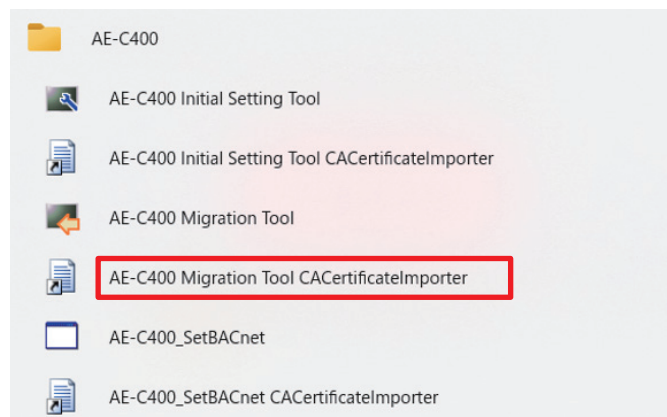 AE-C400
AE-C400 Initial Setting Tool
AE-C400 Initial Setting Tool CACertificateImporter
AE-C400 Migration Tool
AE-C400 Migration Tool CACertificateImporter
AE-C400_SetBACnet
AE-C400_SetBACnet CACertificateImporter